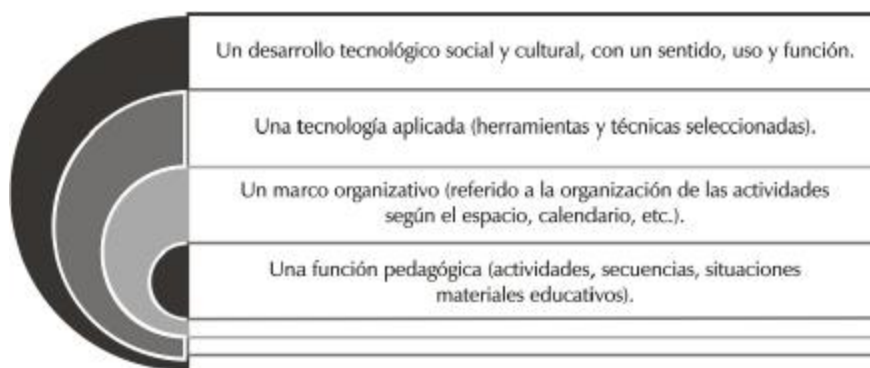 Un desarrollo tecnológico social y cultural, con un sentido, uso y función.
Una tecnología aplicada (herramientas y técnicas seleccionadas).
Un marco organizativo (referido a la organización de las actividades
según el espacio, calendario, etc.).
Una función pedagógica (actividades, secuencias, situaciones
materiales educativos).